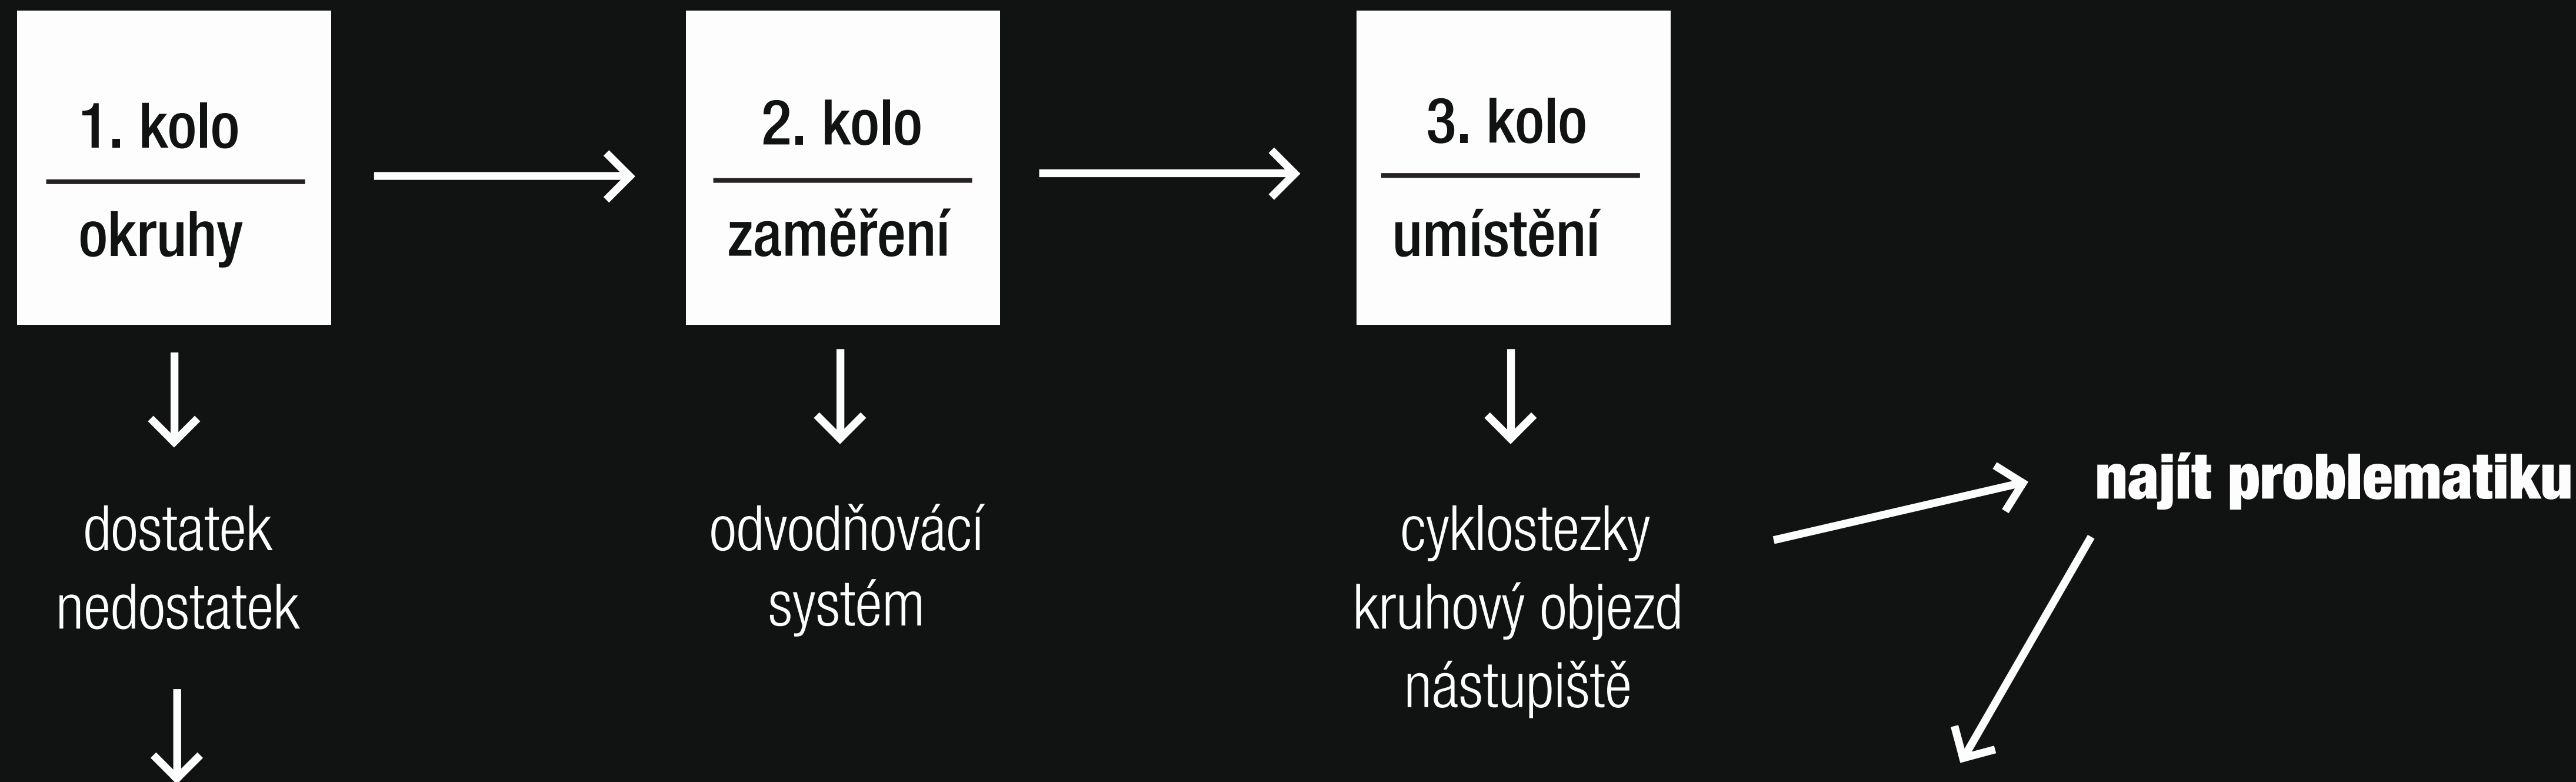 1. kolo
okruhy
2. kolo
zaměření
3. kolo
umístění
dostatek
nedostatek
odvodňovácí
systém
cyklostezky
kruhový objezd
nástupiště
najít problematiku